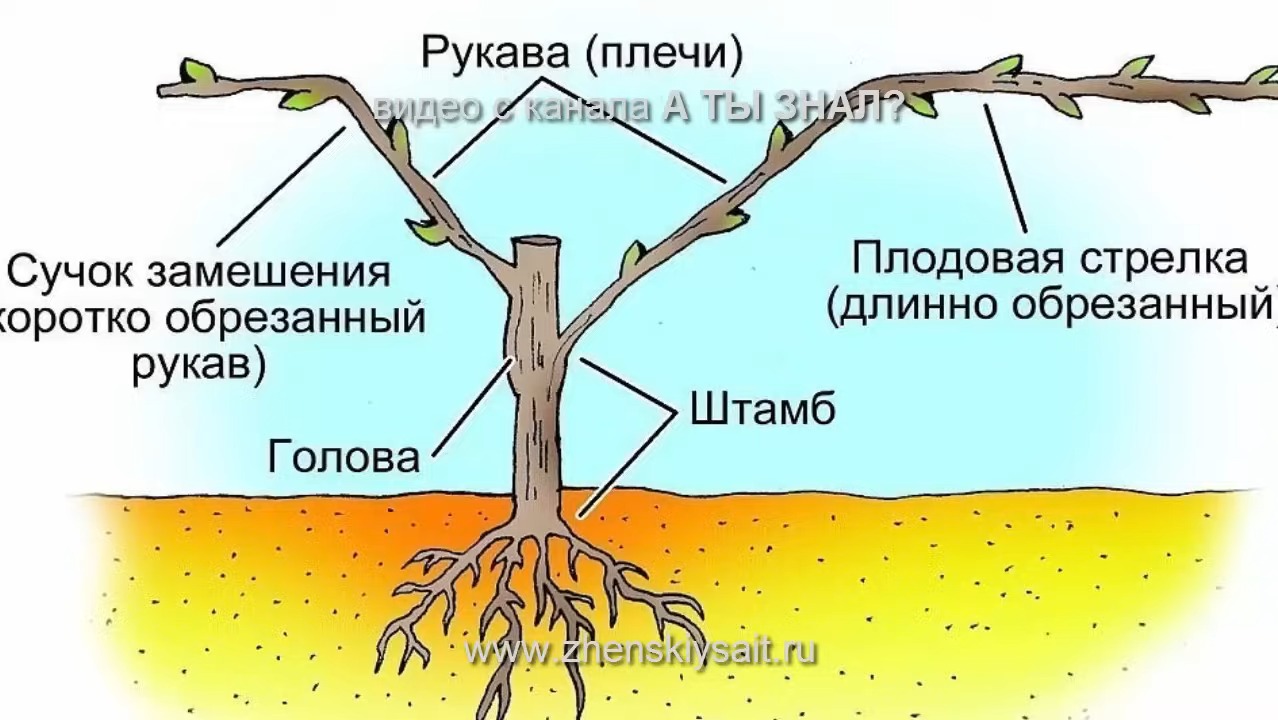 Рукава (плечи)
видео с канала А ТЫ ЗНАЛ?
Сучок замешения
коротко обрезанный
рукав)
Плодовая стрелка
(длинно обрезанный)
Штамб
Голова
www.zhenskiysait.ru